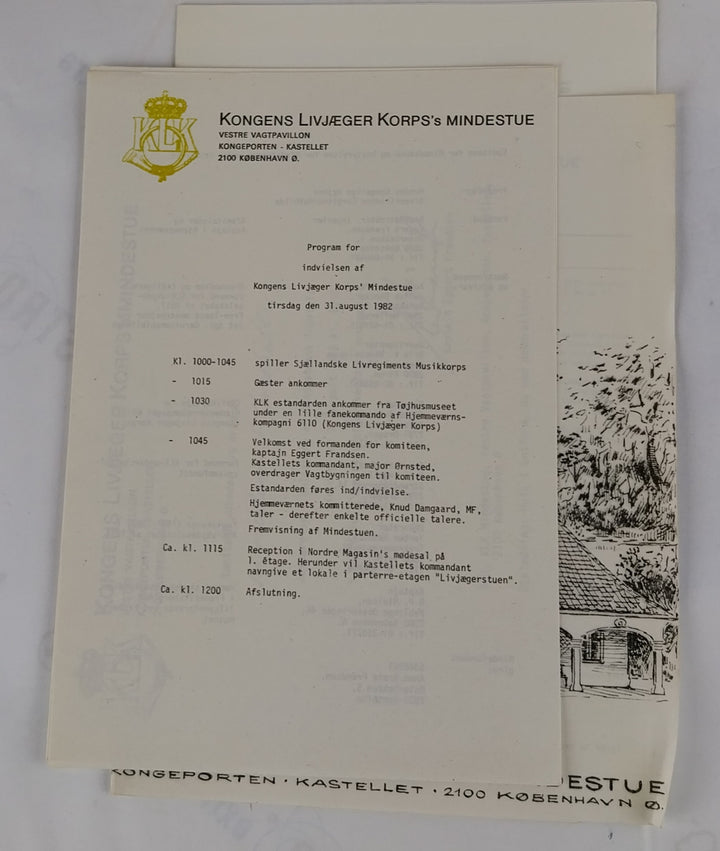 KLK
KONGENS LIVJÆGER KORPS's MINDESTUE
VESTRE VAGTPAVILLON
KONGEPORTEN - KASTELLET
2100 KØBENHAVN Ø.
Program for
indvielsen af
Kongens Livjæger Korps' Mindestue
tirsdag den 31.august 1982
Kl. 1000-1045 spiller Sjællandske Livregiments Musikkorps
- 1015 Gæster ankommer
- 1030 KLK estandarden ankommer fra Tøjhusmuseet
under en lille fanekommando af Hjemmeværns-
kompagni 6110 (Kongens Livjæger Korps)
- 1045 Velkomst ved formanden for komiteen,
kaptajn Eggert Frandsen.
Kastellets kommandant, major Ørnsted,
overdrager Vagtbygningen til komiteen.
Estandarden føres ind/indvielse.
Hjemmeværnets kommitterede, Knud Damgaard, MF,
taler - derefter enkelte officielle talere.
Fremvisning af Mindestuen.
Ca. kl. 1115 Reception i Nordre Magasin's mødesal på
1. étage. Herunder vil Kastellets kommandant
navngive et lokale i parterre-etagen "Livjægerstuen".
Ca. kl. 1200 Afslutning.
DESTUE
KONGEPORTEN · KASTELLET · 2100 KØBENHAVN Ø.